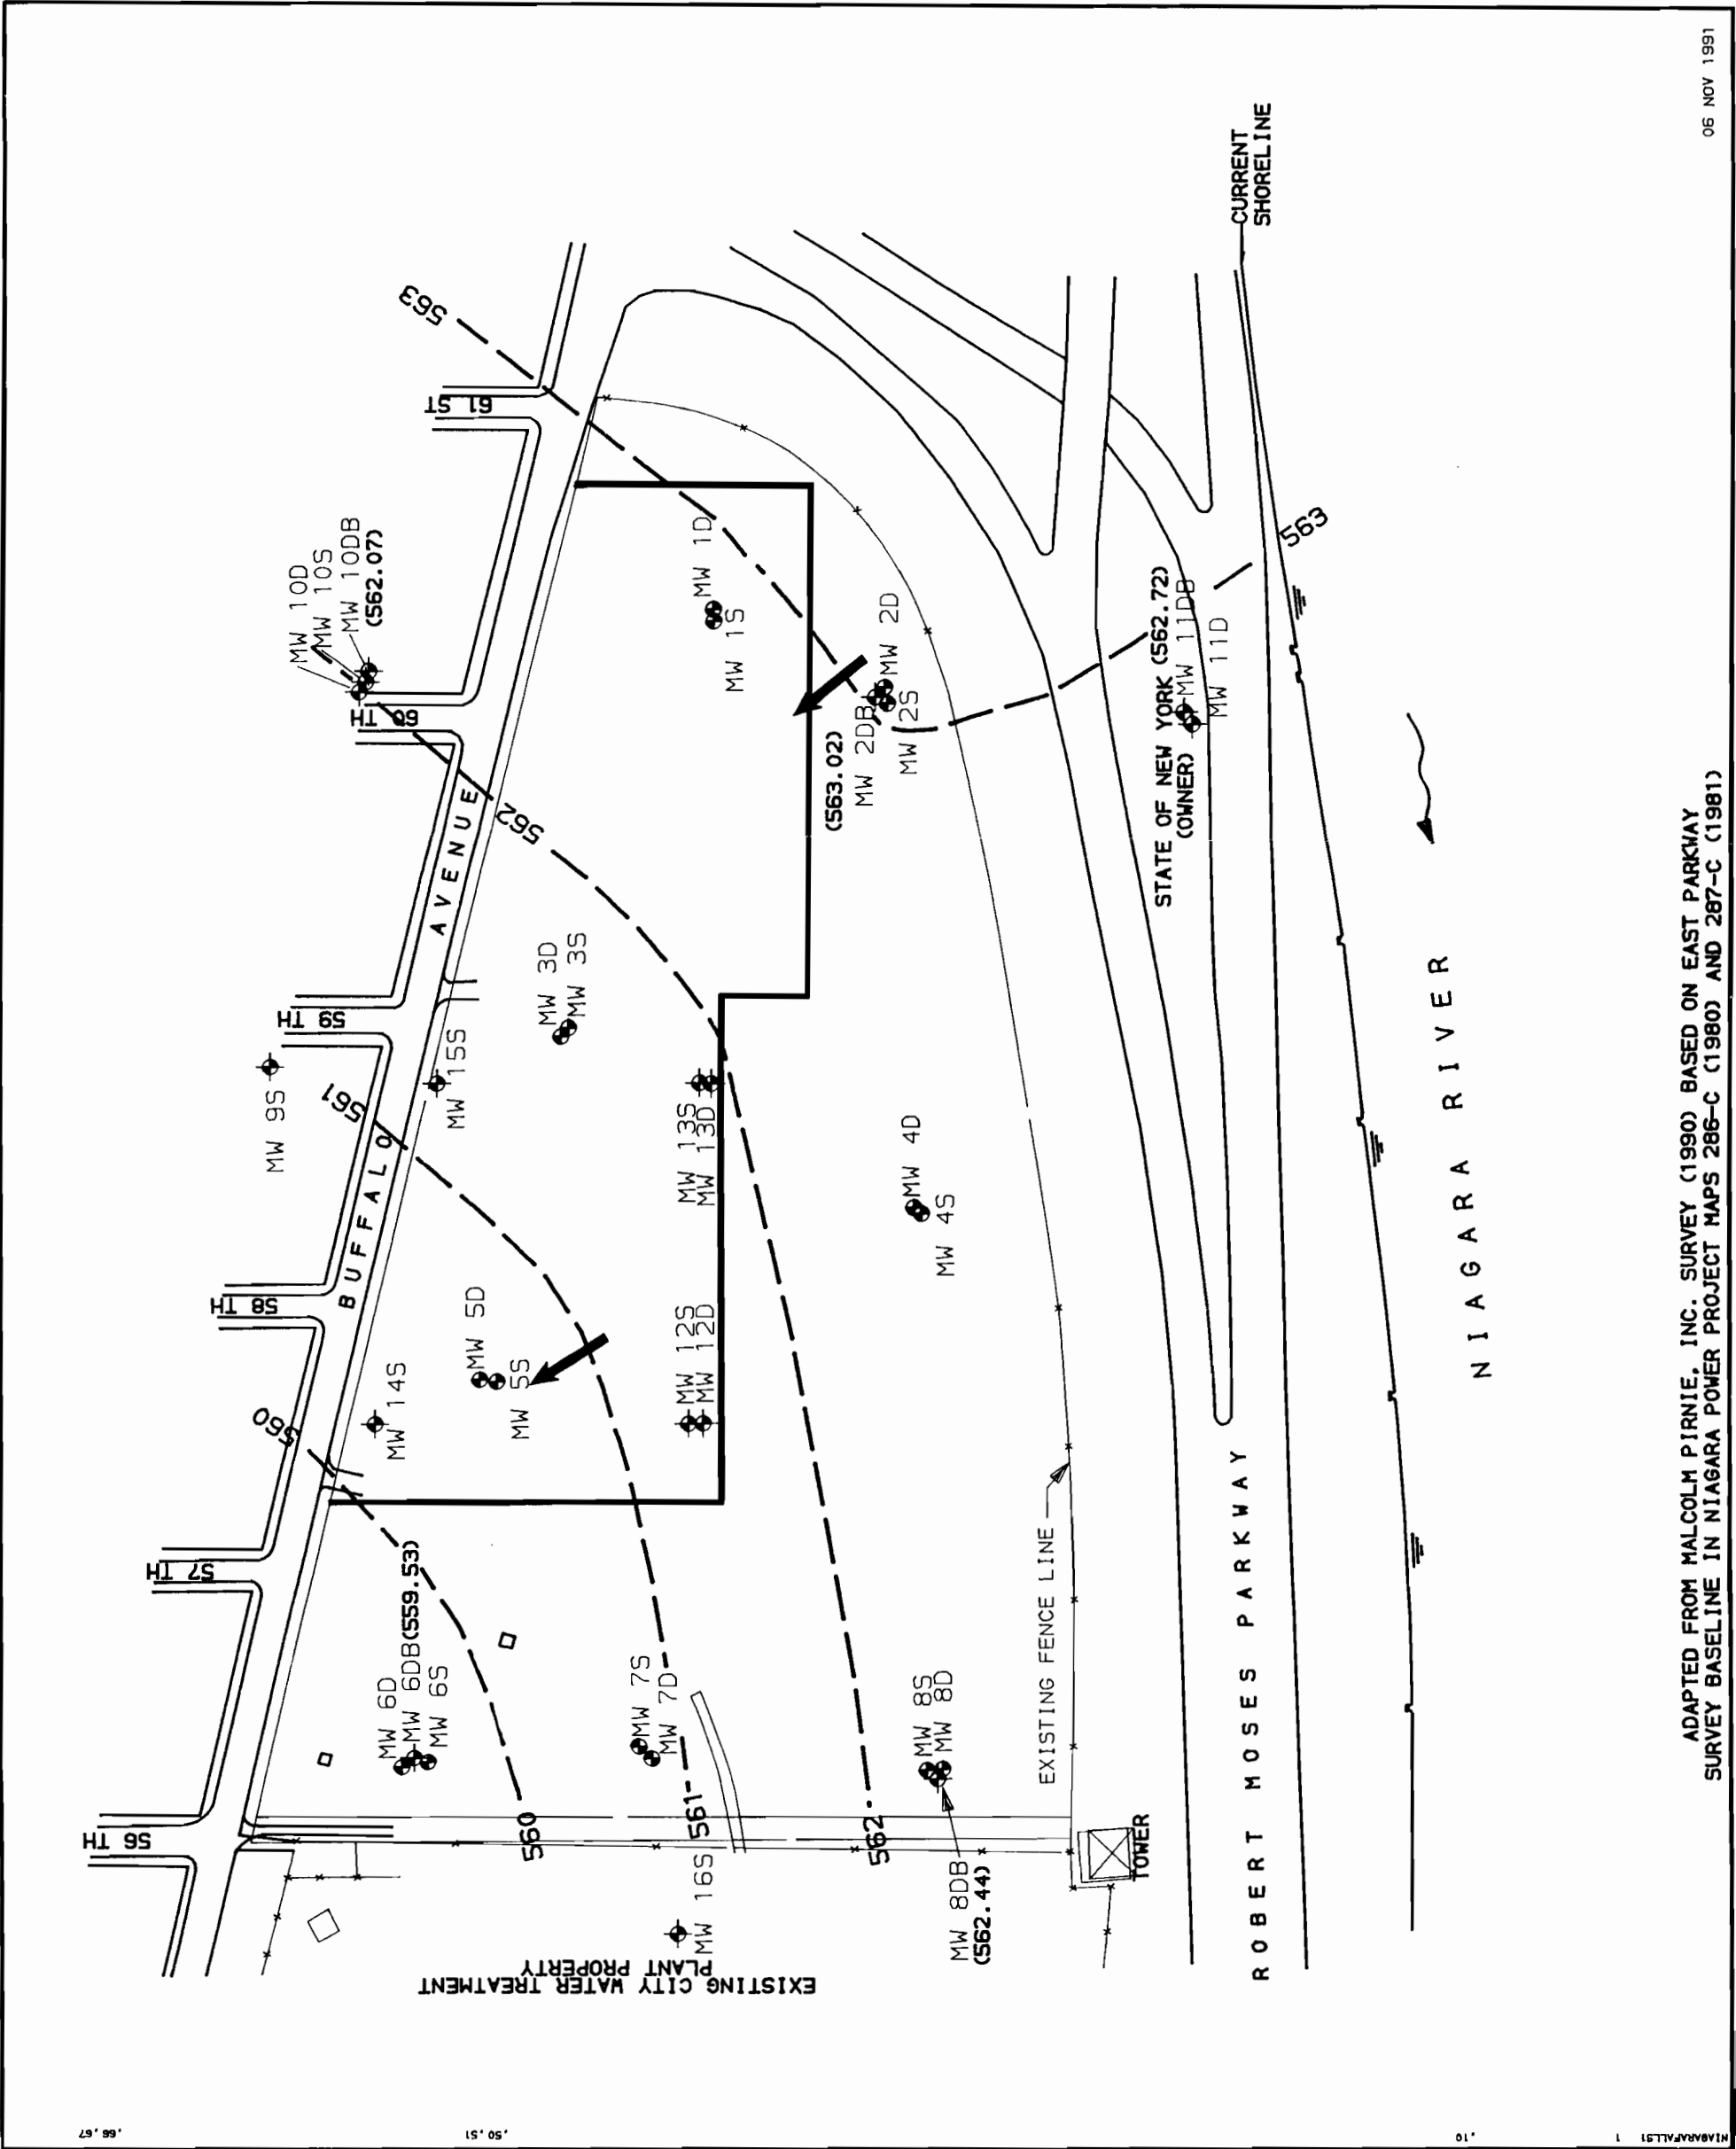 06 NOV 1991
563
61 ST
MW 10D
MW 10S
MW 10DB
(562.07)
60 TH
MW 1D
MW 1S
CURRENT
SHORELINE
563
STATE OF NEW YORK (562.72)
(OWNER)
MW 11DB
MW 11D
MW 2D
MW 2DB
MW 2S
(563.02)
562
BUFFALO AVENUE
59 TH
MW 3D
MW 3S
MW 9S
561
MW 15S
MW 13S
MW 13D
MW 4D
MW 4S
58 TH
MW 5D
MW 5S
MW 14S
MW 12S
MW 12D
560
57 TH
MW 6D
MW 6DB(559.53)
MW 6S
MW 7S
MW 7D
MW 8S
MW 8D
MW 8DB
(562.44)
EXISTING FENCE LINE
56 TH
560
561
562
TOWER
MW 16S
EXISTING CITY WATER TREATMENT
PLANT PROPERTY
ROBERT MOSES PARKWAY
NIAGARA RIVER
ADAPTED FROM MALCOLM PIRNIE, INC. SURVEY (1990) BASED ON EAST PARKWAY
SURVEY BASELINE IN NIAGARA POWER PROJECT MAPS 286-C (1980) AND 287-C (1981)
,66,67
,50,51
,10
1